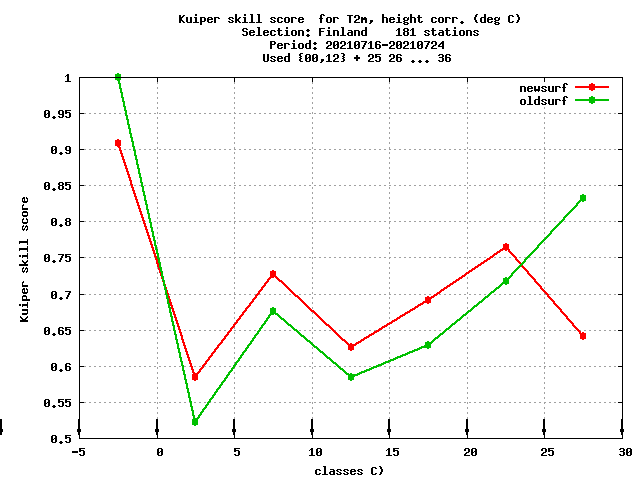 Kuiper skill score  for T2m, height corr. (deg C)
Selection: Finland    181 stations
Period: 20210716-20210724
Used {00,12} + 25 26 ... 36
newsurf
oldsurf
Kuiper skill score
1
0.95
0.9
0.85
0.8
0.75
0.7
0.65
0.6
0.55
0.5
-5 0 5 10 15 20 25 30
classes C)